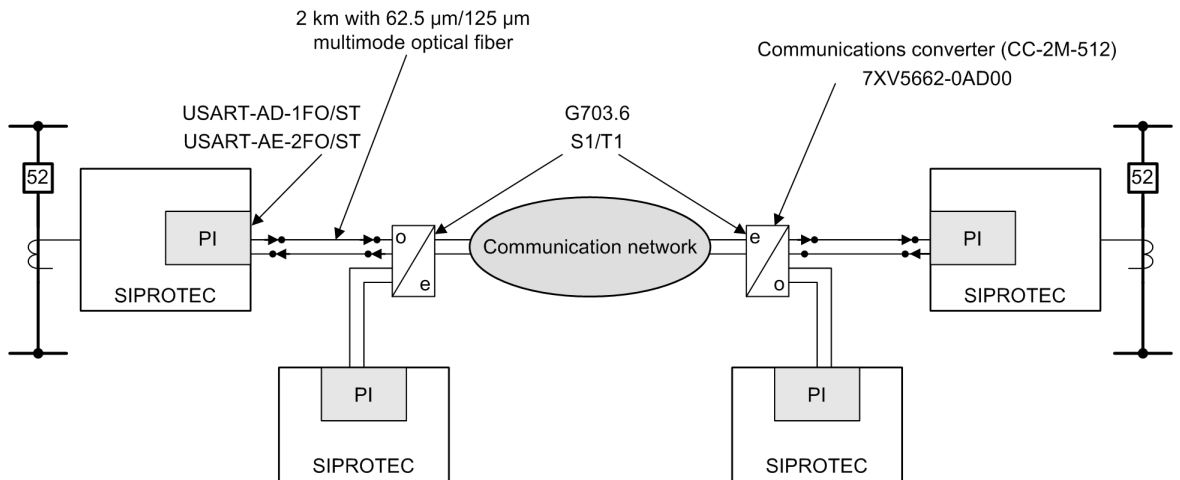 2 km with 62.5 µm/125 µm
multimode optical fiber
Communications converter (CC-2M-512)
7XV5662-0AD00
USART-AD-1FO/ST
USART-AE-2FO/ST
G703.6
S1/T1
52
52
PI
o
e
Communication network
e
o
PI
SIPROTEC
SIPROTEC
PI
PI
SIPROTEC
SIPROTEC